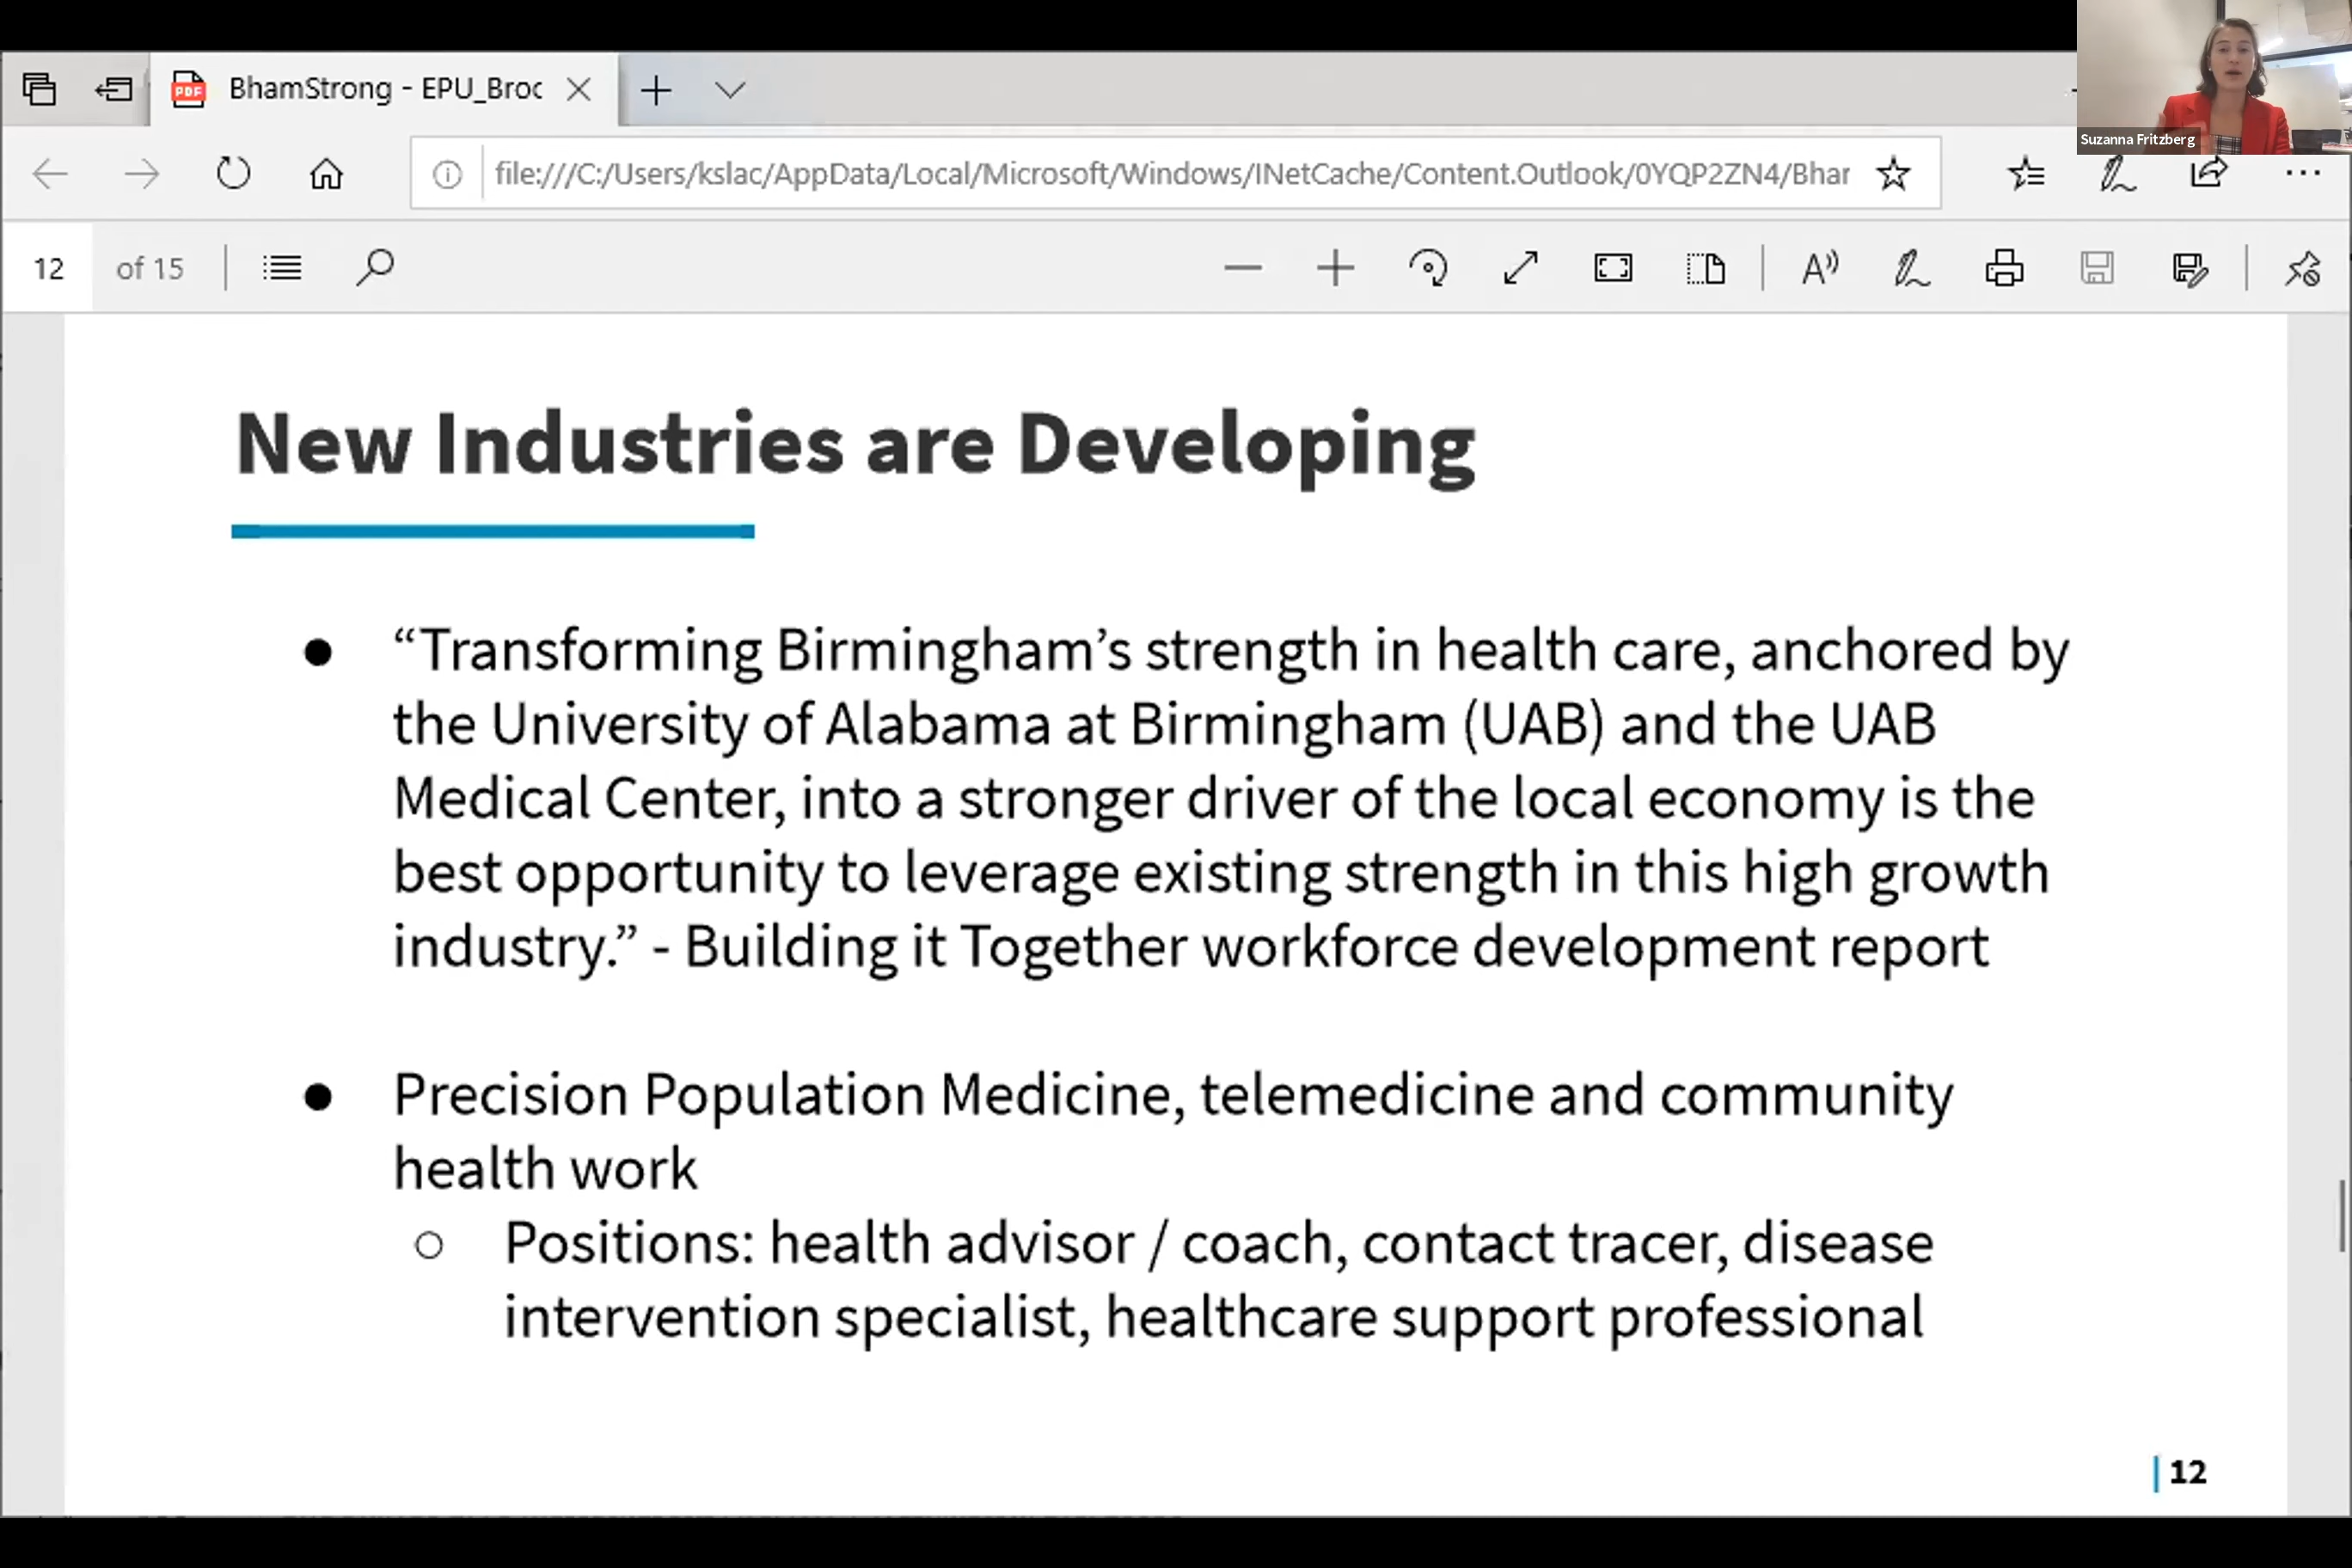 BhamStrong - EPU_Broc
Suzanna Fritzberg
file:///C:/Users/kslac/AppData/Local/Microsoft/Windows/INetCache/Content.Outlook/0YQP2ZN4/Bhar
12 of 15
New Industries are Developing
● “Transforming Birmingham’s strength in health care, anchored by
the University of Alabama at Birmingham (UAB) and the UAB
Medical Center, into a stronger driver of the local economy is the
best opportunity to leverage existing strength in this high growth
industry.” - Building it Together workforce development report
● Precision Population Medicine, telemedicine and community
health work
○ Positions: health advisor / coach, contact tracer, disease
intervention specialist, healthcare support professional
12